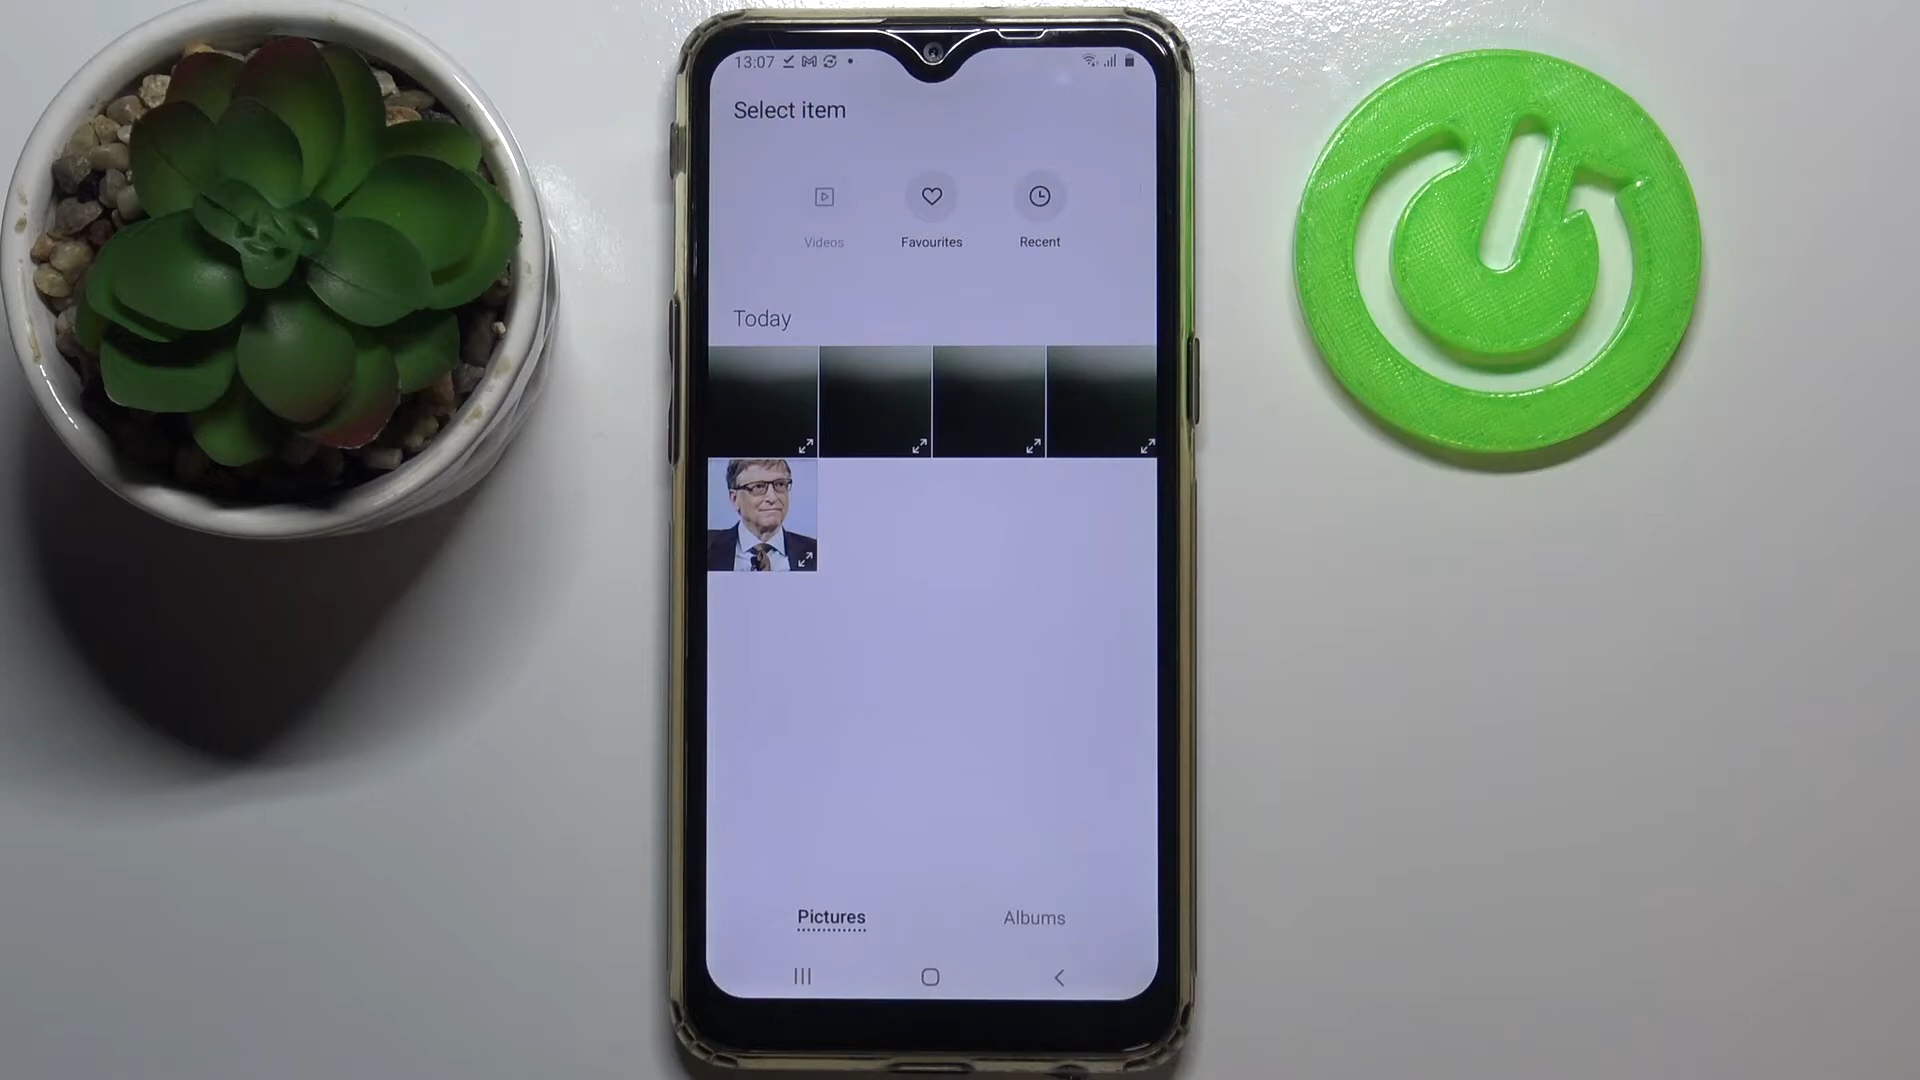 13:07
Select item
Videos
Favourites
Recent
Today
Pictures
Albums